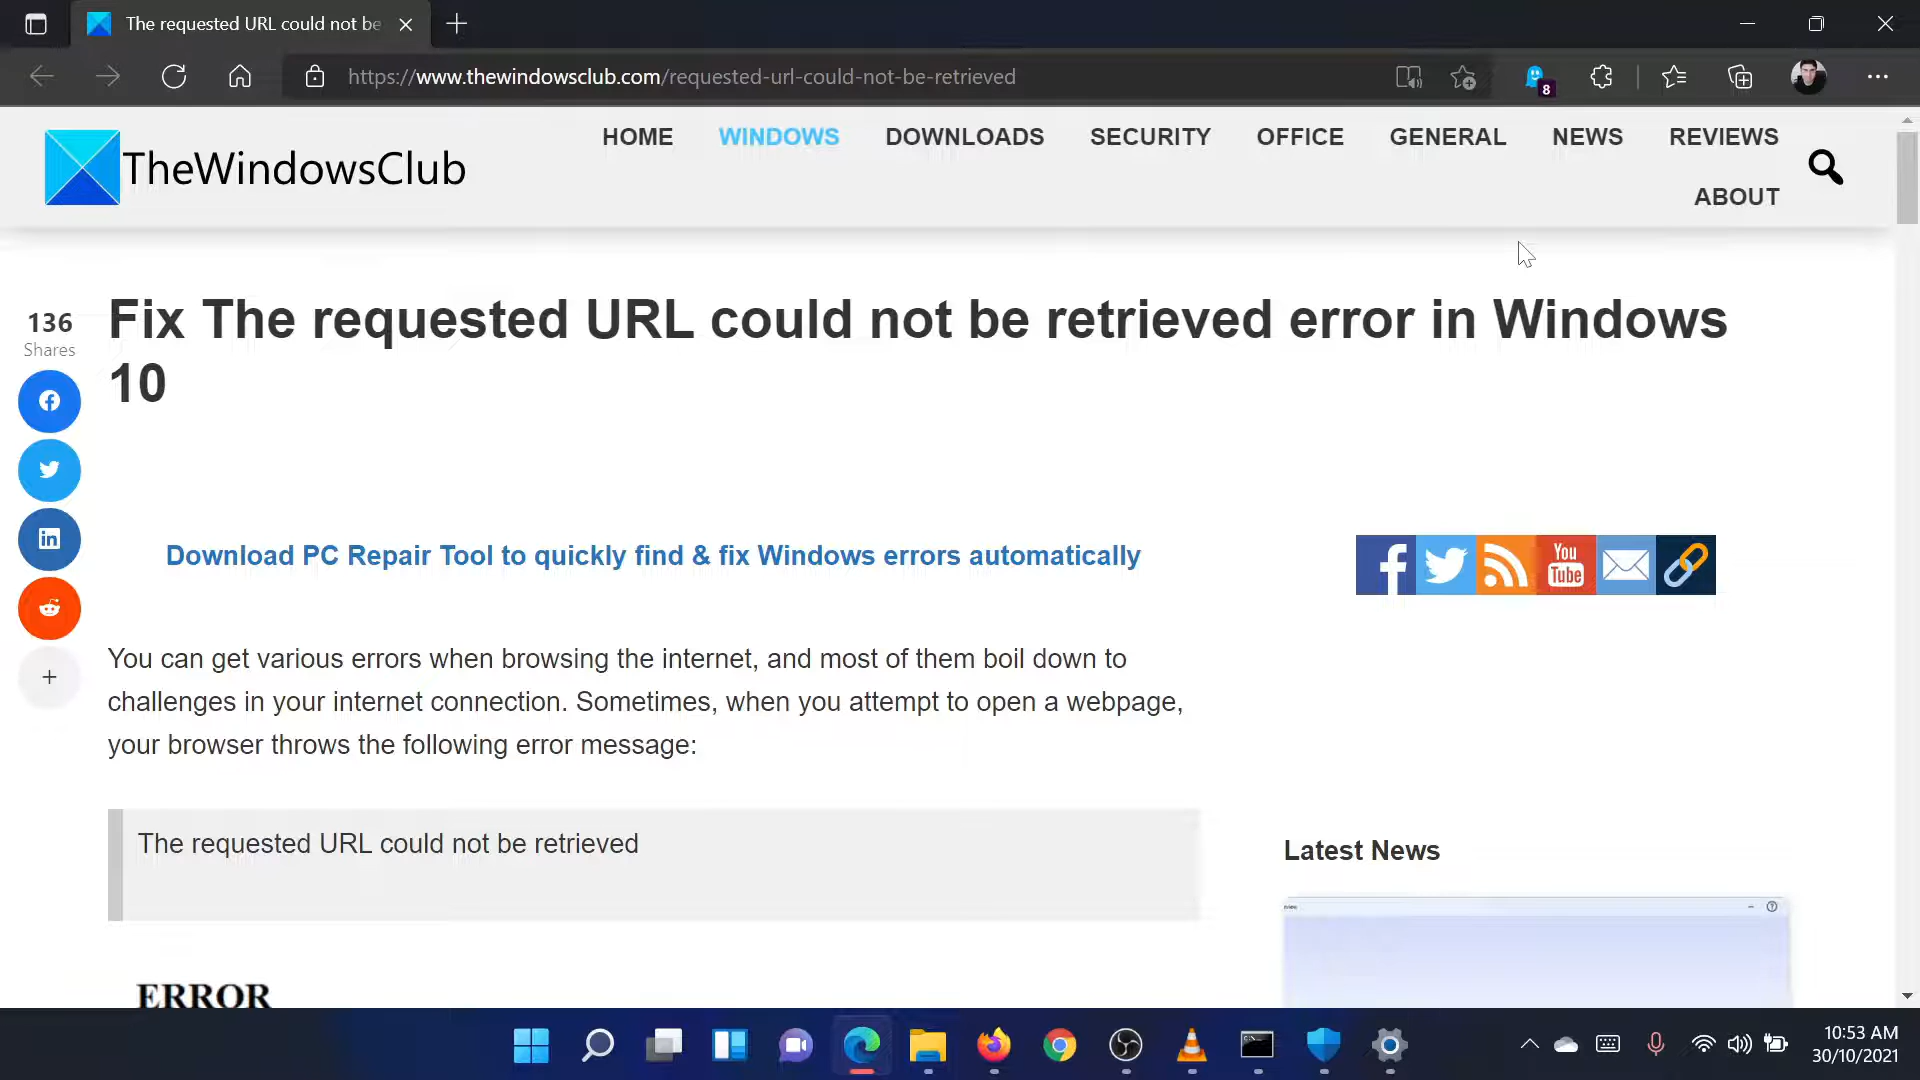 The requested URL could not be
https://www.thewindowsclub.com/requested-url-could-not-be-retrieved
8
TheWindowsClub
HOME WINDOWS DOWNLOADS SECURITY OFFICE GENERAL NEWS REVIEWS
ABOUT
136
Shares
Fix The requested URL could not be retrieved error in Windows
10
Download PC Repair Tool to quickly find & fix Windows errors automatically
You Tube
You can get various errors when browsing the internet, and most of them boil down to
challenges in your internet connection. Sometimes, when you attempt to open a webpage,
your browser throws the following error message:
The requested URL could not be retrieved
Latest News
ERROR
10:53 AM
30/10/2021